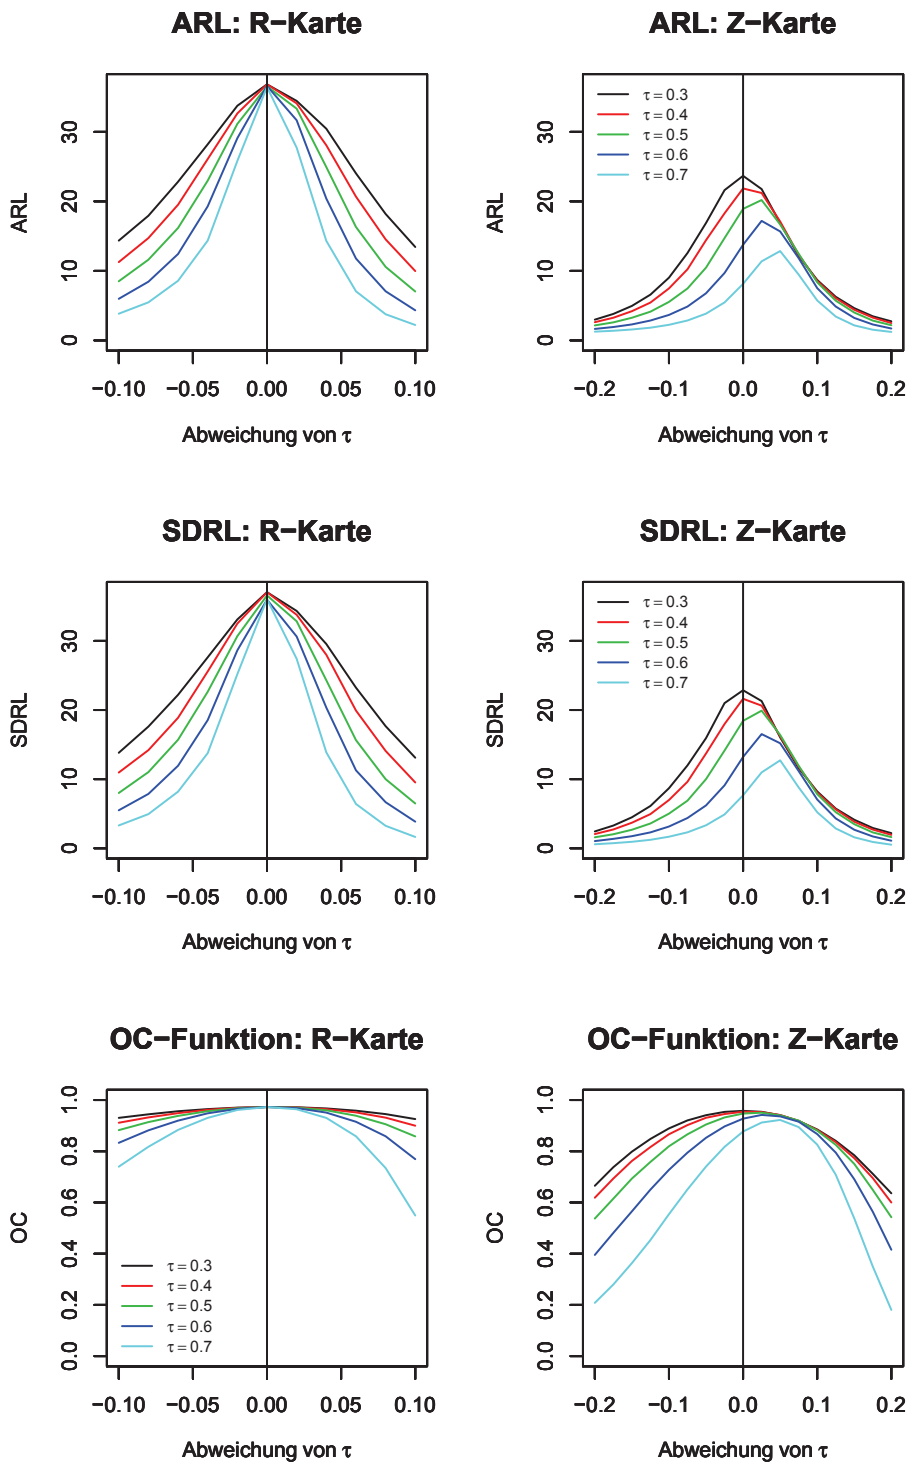 ARL: R−Karte
ARL
0 10 20 30
−0.10 −0.05 0.00 0.05 0.10
Abweichung von τ
ARL: Z−Karte
τ = 0.3
τ = 0.4
τ = 0.5
τ = 0.6
τ = 0.7
ARL
0 10 20 30
−0.2 −0.1 0.0 0.1 0.2
Abweichung von τ
SDRL: R−Karte
SDRL
0 10 20 30
−0.10 −0.05 0.00 0.05 0.10
Abweichung von τ
SDRL: Z−Karte
τ = 0.3
τ = 0.4
τ = 0.5
τ = 0.6
τ = 0.7
SDRL
0 10 20 30
−0.2 −0.1 0.0 0.1 0.2
Abweichung von τ
OC−Funktion: R−Karte
OC
0.0 0.2 0.4 0.6 0.8 1.0
τ = 0.3
τ = 0.4
τ = 0.5
τ = 0.6
τ = 0.7
−0.10 −0.05 0.00 0.05 0.10
Abweichung von τ
OC−Funktion: Z−Karte
OC
0.0 0.2 0.4 0.6 0.8 1.0
−0.2 −0.1 0.0 0.1 0.2
Abweichung von τ